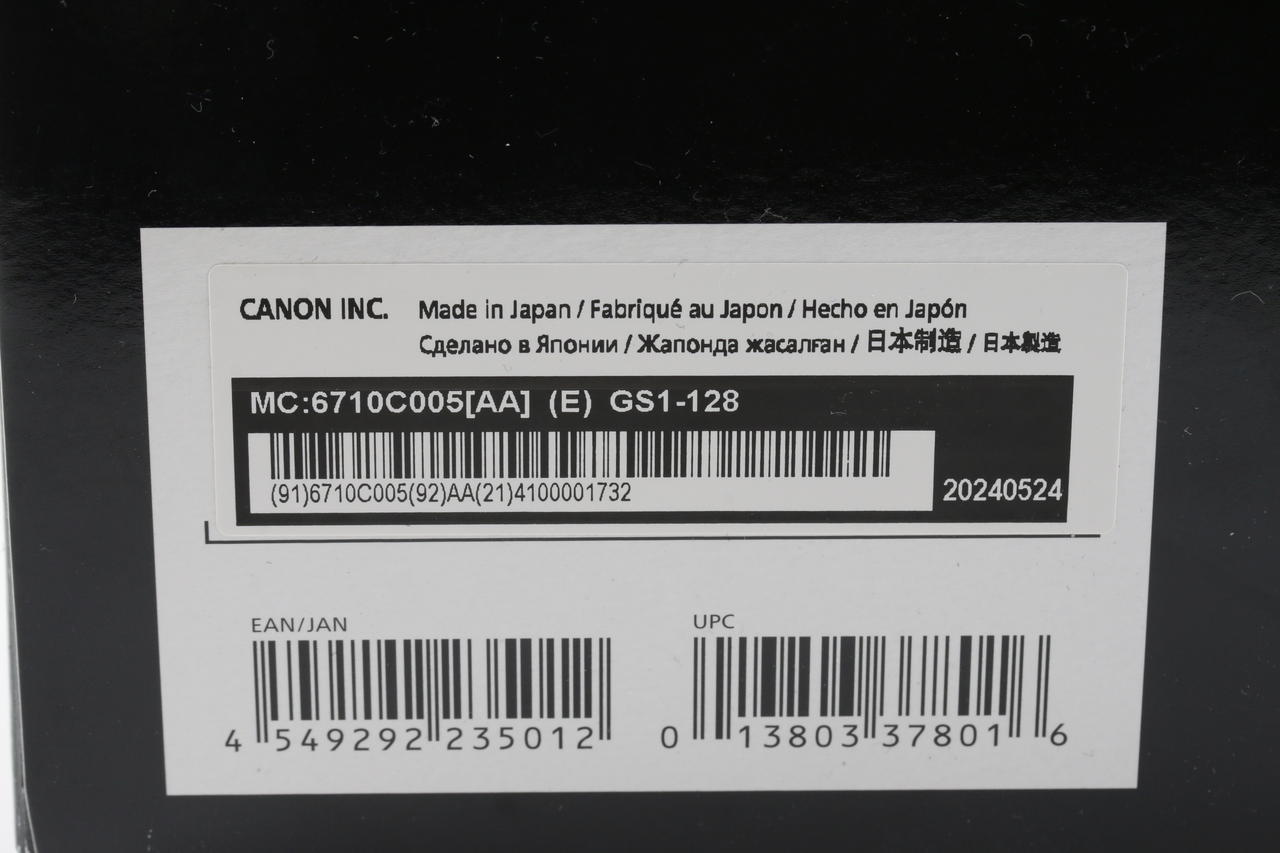 CANON INC. Made in Japan / Fabriqué au Japon / Hecho en Japón
Сделано в Японии / Жапонда жасалған / 日本制造 / 日本製造
MC:6710C005[AA] (E) GS1-128
(91)6710C005(92)AA(21)4100001732
20240524
EAN/JAN
4 549292 235012
UPC
0 13803 37801 6